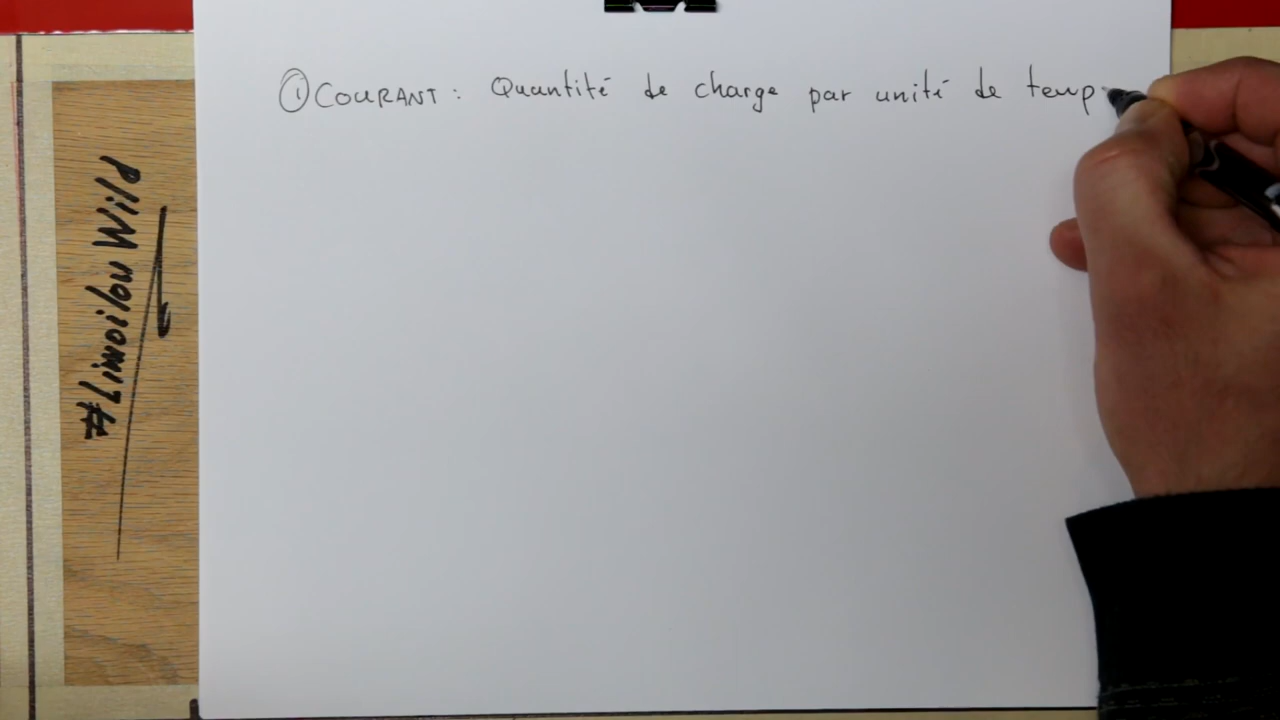 ① COURANT : Quantité de charge par unité de temp
#Limoilou Wild